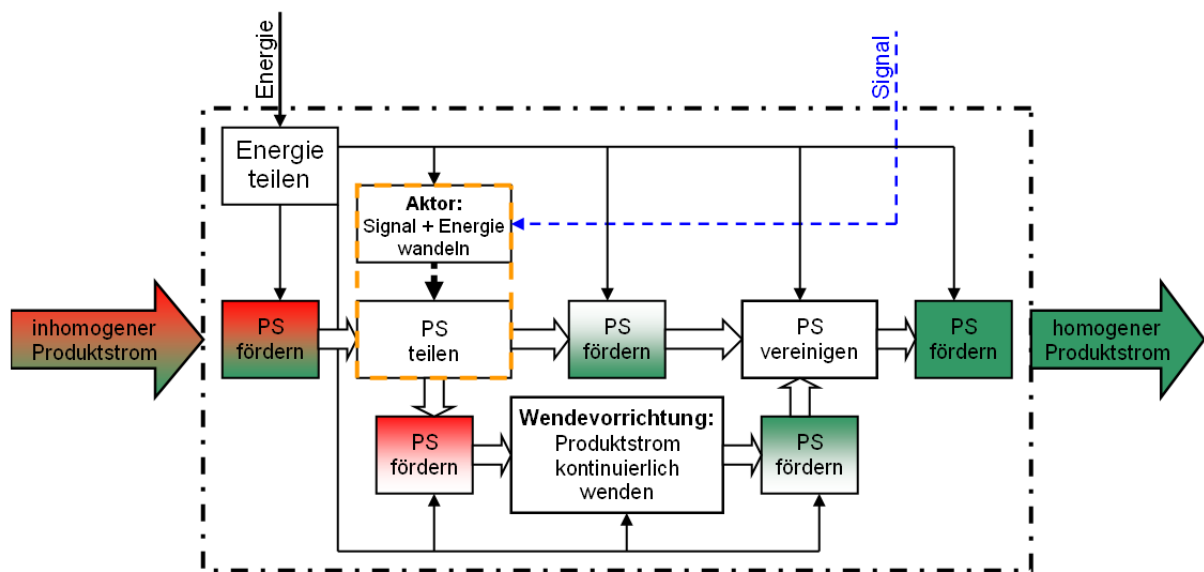 Energie
Signal
Energie
teilen
Aktor:
Signal + Energie
wandeln
inhomogener
Produktstrom
PS
fördern
PS
teilen
PS
fördern
PS
vereinigen
PS
fördern
homogener
Produktstrom
PS
fördern
Wendevorrichtung:
Produktstrom
kontinuierlich
wenden
PS
fördern